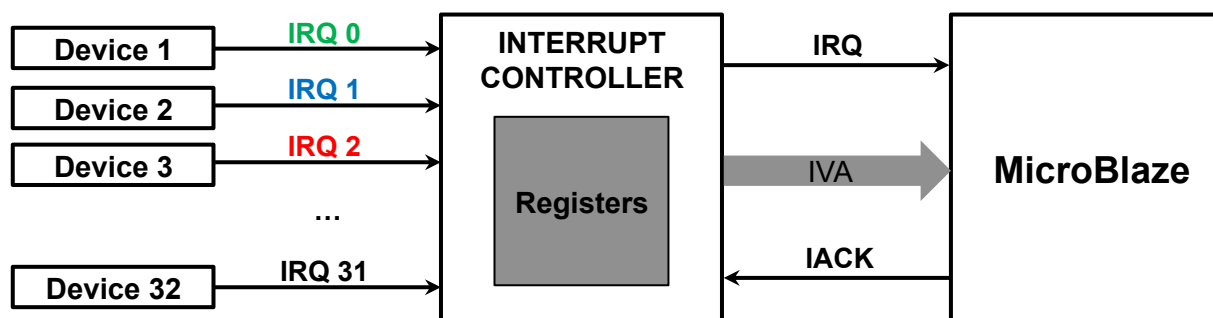 Device 1
IRQ 0
Device 2
IRQ 1
Device 3
IRQ 2
...
Device 32
IRQ 31
INTERRUPT
CONTROLLER
Registers
IRQ
IVA
IACK
MicroBlaze